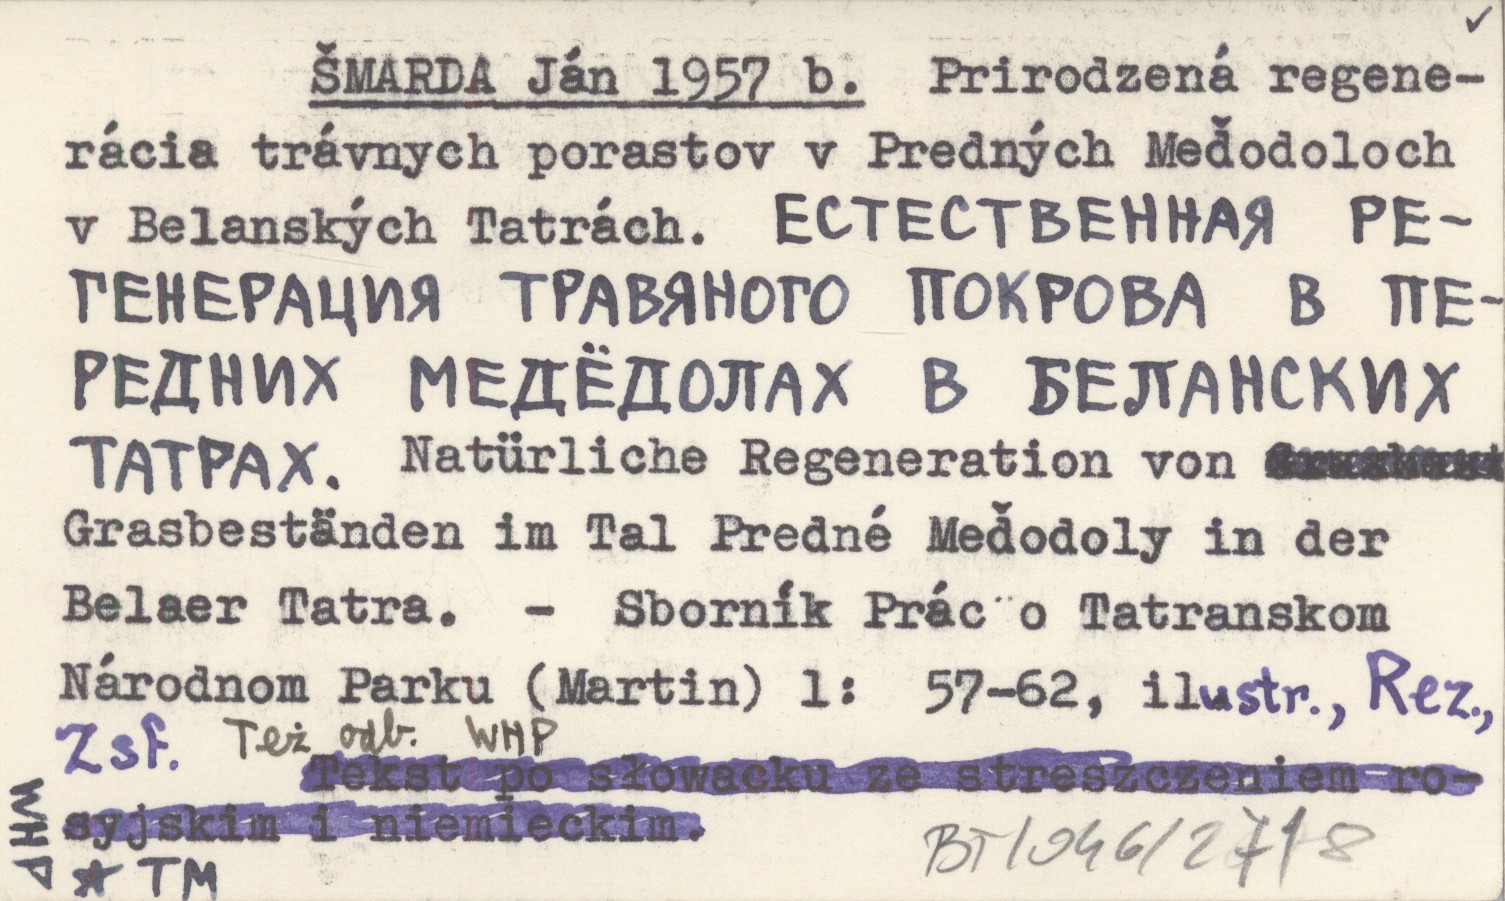 ✓
ŠMARDA Ján 1957 b. Prirodzená regene-
rácia trávnych porastov v Predných Meďodoloch
v Belanských Tatrách. ЕСТЕСТВЕННАЯ РЕ-
ГЕНЕРАЦИЯ ТРАВЯНОГО ПОКРОВА В ПЕ-
РЕДНИХ МЕДЁДОЛАХ В БЕЛАНСКИХ
ТАТРАХ. Natürliche Regeneration von
Grasbeständen im Tal Predné Meďodoly in der
Belaer Tatra. - Sborník Prác o Tatranskom
Národnom Parku (Martin) 1: 57-62, ilustr., Rez.,
Zsf. Też odb. WHP
Tekst po słowacku ze streszczeniem ro-
syjskim i niemieckim.
WHP
TM